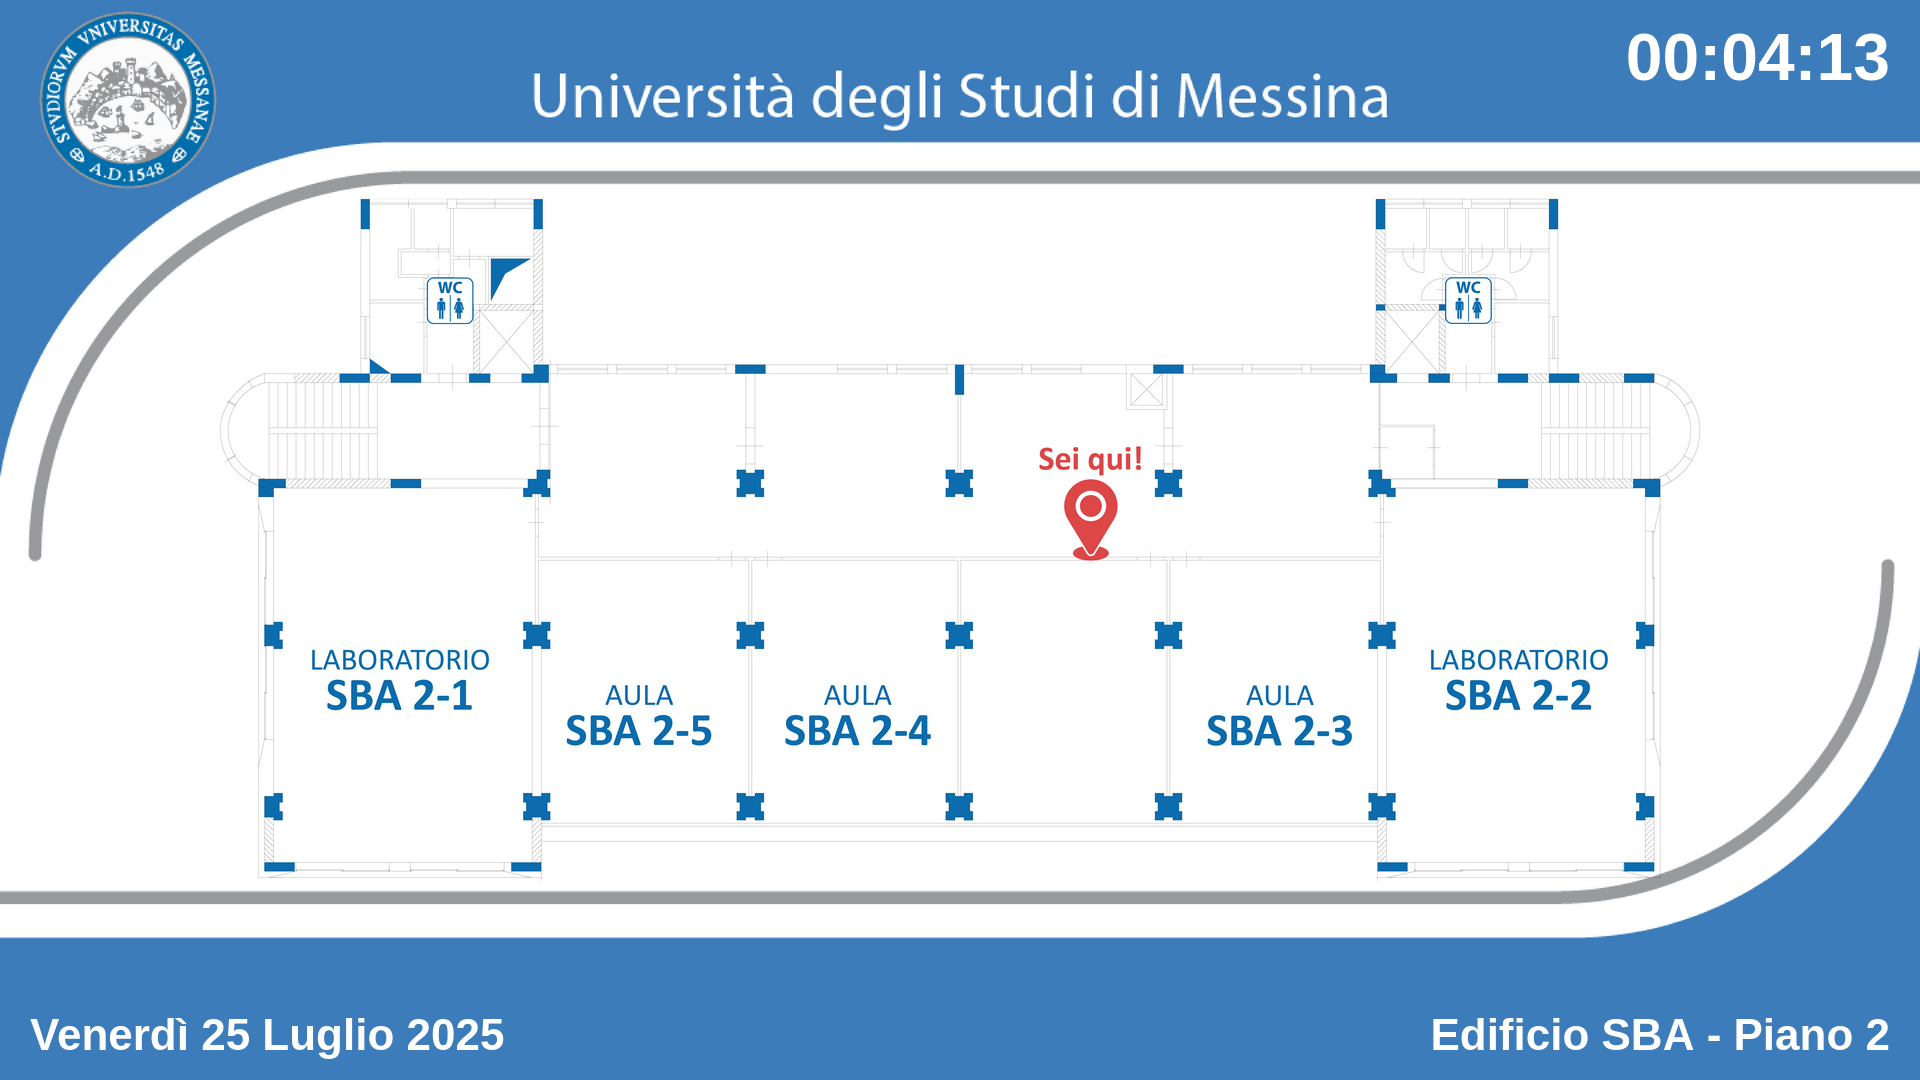 STVDIORVM VNIVERSITAS MESSANAE
A.D.1548
Università degli Studi di Messina
00:04:13
WC
WC
Sei qui!
LABORATORIO
SBA 2-1
AULA
SBA 2-5
AULA
SBA 2-4
AULA
SBA 2-3
LABORATORIO
SBA 2-2
Venerdì 25 Luglio 2025
Edificio SBA - Piano 2